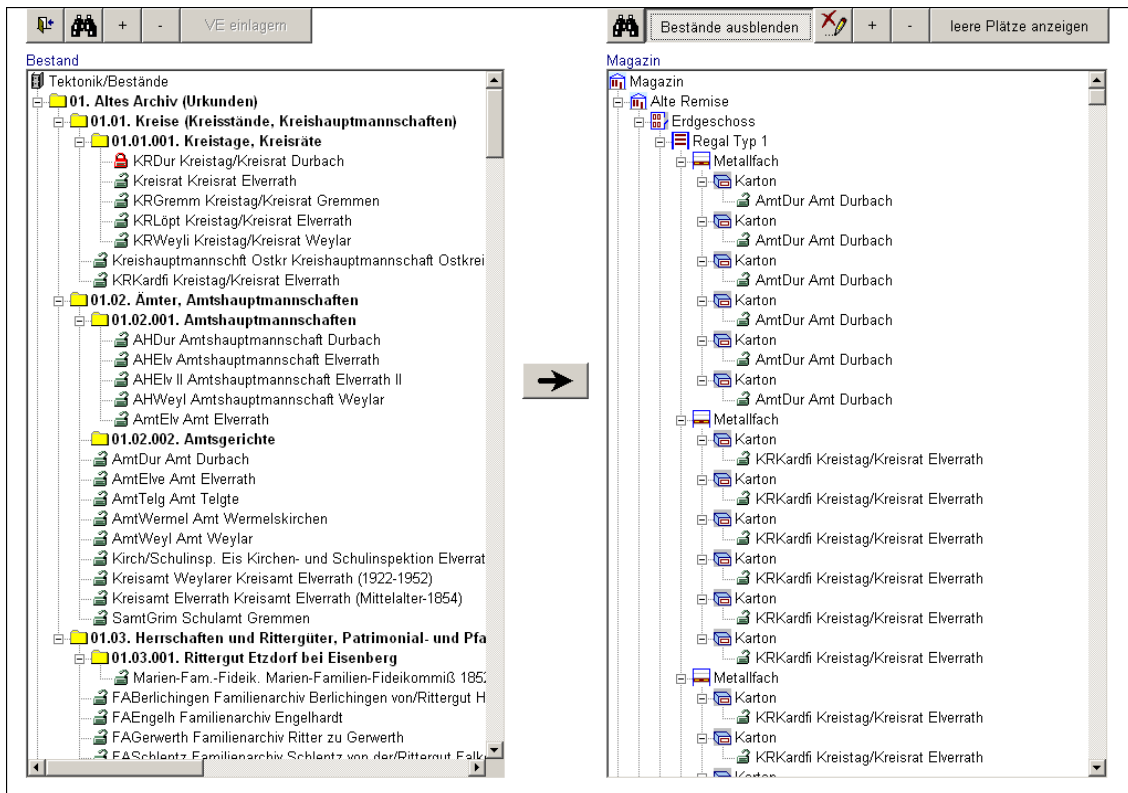 +
-
VE einlagern
Bestände ausblenden
+
-
leere Plätze anzeigen
Bestand
Tektonik/Bestände
01. Altes Archiv (Urkunden)
01.01. Kreise (Kreisstände, Kreishauptmannschaften)
01.01.001. Kreistage, Kreisräte
KRDur Kreistag/Kreisrat Durbach
Kreisrat Kreisrat Elverrath
KRGremm Kreistag/Kreisrat Gremmen
KRLöpt Kreistag/Kreisrat Elverrath
KRWeyli Kreistag/Kreisrat Weylar
Kreishauptmannschft Ostkr Kreishauptmannschaft Ostkrei
KRKardfi Kreistag/Kreisrat Elverrath
01.02. Ämter, Amtshauptmannschaften
01.02.001. Amtshauptmannschaften
AHDur Amtshauptmannschaft Durbach
AHElv Amtshauptmannschaft Elverrath
AHElv II Amtshauptmannschaft Elverrath II
AHWeyl Amtshauptmannschaft Weylar
AmtElv Amt Elverrath
01.02.002. Amtsgerichte
AmtDur Amt Durbach
AmtElve Amt Elverrath
AmtTelg Amt Telgte
AmtWermel Amt Wermelskirchen
AmtWeyl Amt Weylar
Kirch/Schulinsp. Eis Kirchen- und Schulinspektion Elverrat
Kreisamt Weylarer Kreisamt Elverrath (1922-1952)
Kreisamt Elverrath Kreisamt Elverrath (Mittelalter-1854)
SamtGrim Schulamt Gremmen
01.03. Herrschaften und Rittergüter, Patrimonial- und Pfa
01.03.001. Rittergut Etzdorf bei Eisenberg
Marien-Fam.-Fideik. Marien-Familien-Fideikommiß 1852
FABerlichingen Familienarchiv Berlichingen von/Rittergut H
FAEngelh Familienarchiv Engelhardt
FAGerwerth Familienarchiv Ritter zu Gerwerth
FASchlentz Familienarchiv Schlentz von der/Rittergut Falk
Magazin
Magazin
Alte Remise
Erdgeschoss
Regal Typ 1
Metallfach
Karton
AmtDur Amt Durbach
Karton
AmtDur Amt Durbach
Karton
AmtDur Amt Durbach
Karton
AmtDur Amt Durbach
Karton
AmtDur Amt Durbach
Karton
AmtDur Amt Durbach
Metallfach
Karton
KRKardfi Kreistag/Kreisrat Elverrath
Karton
KRKardfi Kreistag/Kreisrat Elverrath
Karton
KRKardfi Kreistag/Kreisrat Elverrath
Karton
KRKardfi Kreistag/Kreisrat Elverrath
Karton
KRKardfi Kreistag/Kreisrat Elverrath
Karton
KRKardfi Kreistag/Kreisrat Elverrath
Metallfach
Karton
KRKardfi Kreistag/Kreisrat Elverrath
Karton
KRKardfi Kreistag/Kreisrat Elverrath
Karton